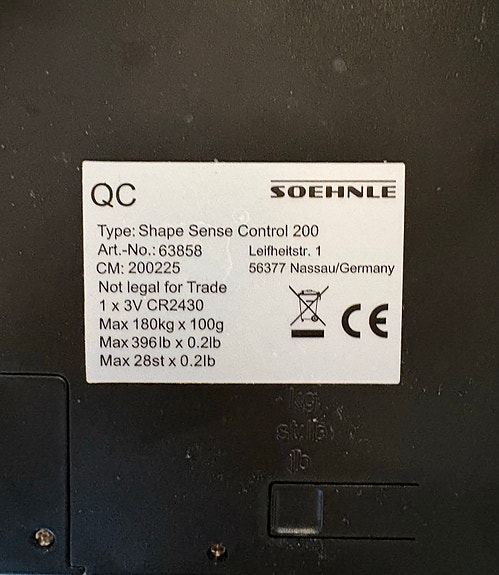 QC
SOEHNLE
Type: Shape Sense Control 200
Art.-No.: 63858
Leifheitstr. 1
CM: 200225
56377 Nassau/Germany
Not legal for Trade
1 x 3V CR2430
Max 180kg x 100g
Max 396lb x 0.2lb
Max 28st x 0.2lb
CE
kg
st:lb
lb